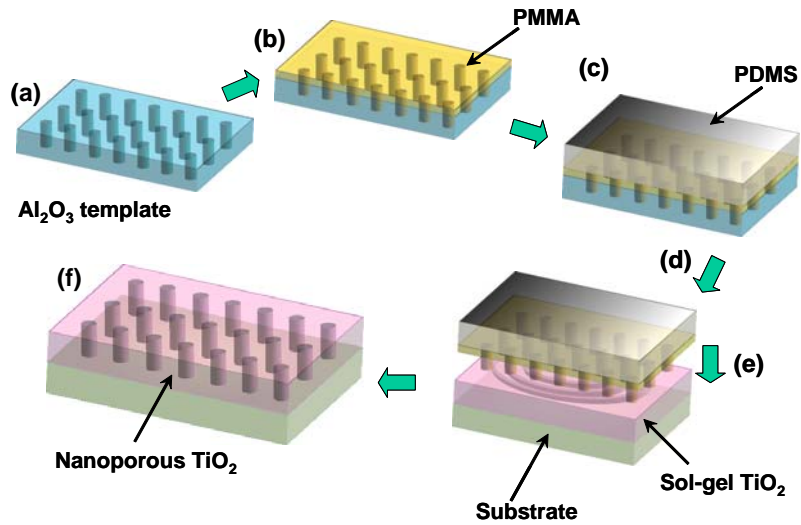 (a)
Al₂O₃ template
(b)
PMMA
(c)
PDMS
(d)
(e)
Sol-gel TiO₂
Substrate
(f)
Nanoporous TiO₂